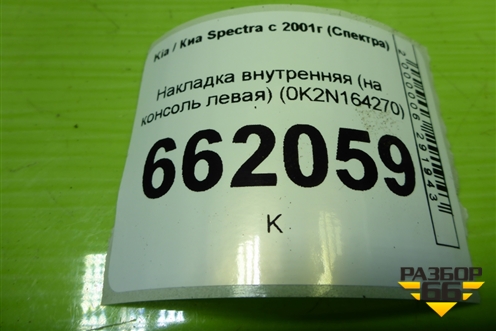 Kia / Киа Spectra с 2001г (Спектра)
Накладка внутренняя (на
консоль левая) (0K2N164270)
662059
К
2000006291943
РАЗБОР
66